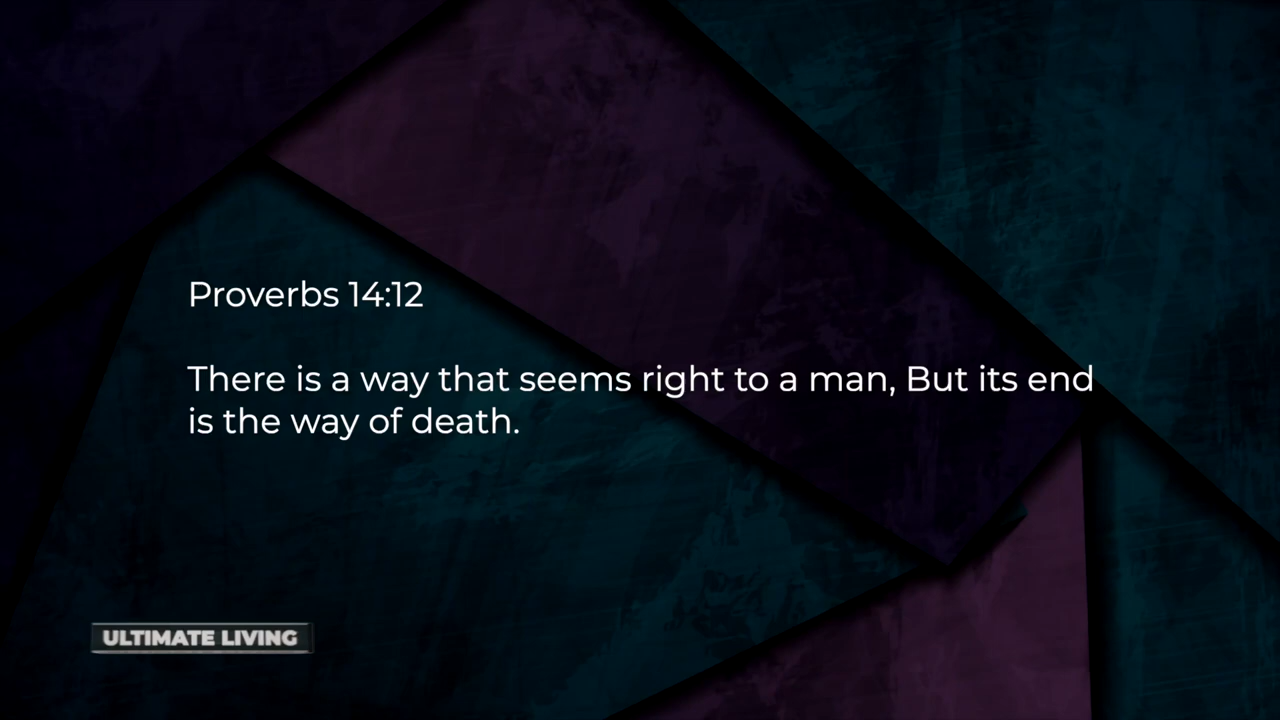 Proverbs 14:12
There is a way that seems right to a man, But its end
is the way of death.
ULTIMATE LIVING